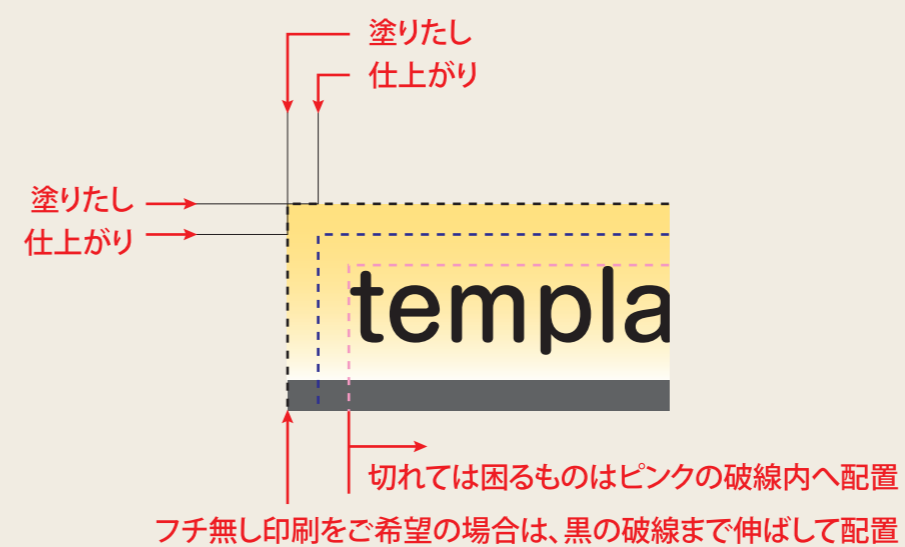 塗りたし
仕上がり
塗りたし
仕上がり
templa
切れては困るものはピンクの破線内へ配置
フチ無し印刷をご希望の場合は、黒の破線まで伸ばして配置